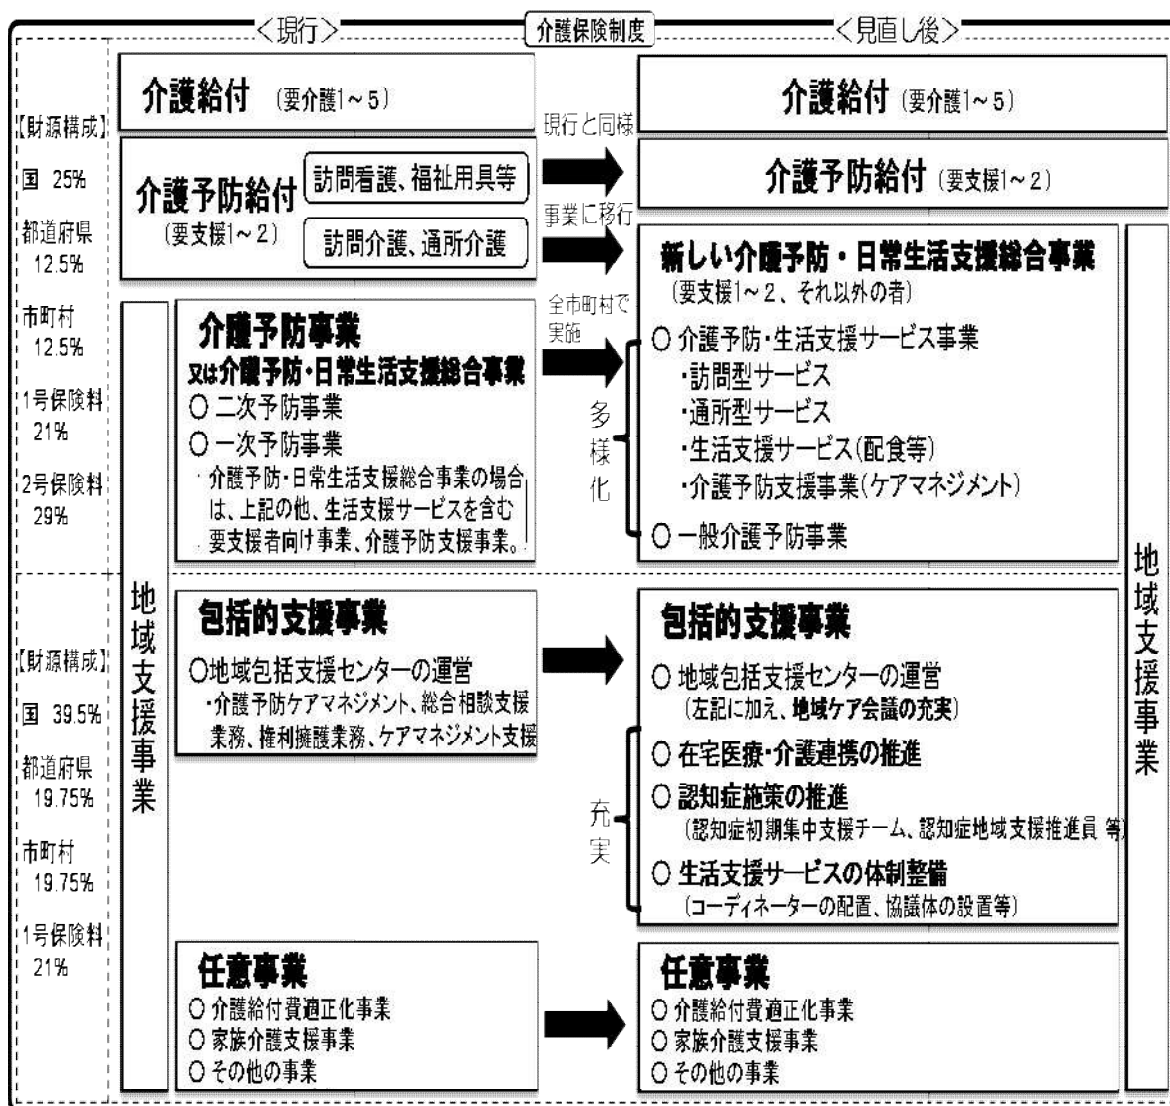 ＜現行＞
介護保険制度
＜見直し後＞
【財源構成】
国 25%
都道府県
12.5%
市町村
12.5%
1号保険料
21%
2号保険料
29%
【財源構成】
国 39.5%
都道府県
19.75%
市町村
19.75%
1号保険料
21%
介護給付 （要介護1～5）
介護予防給付
（要支援1～2）
訪問看護、福祉用具等
訪問介護、通所介護
地域支援事業
介護予防事業
又は介護予防・日常生活支援総合事業
○ 二次予防事業
○ 一次予防事業
介護予防・日常生活支援総合事業の場合
は、上記の他、生活支援サービスを含む
要支援者向け事業、介護予防支援事業。
包括的支援事業
○地域包括支援センターの運営
・介護予防ケアマネジメント、総合相談支援
業務、権利擁護業務、ケアマネジメント支援
任意事業
○ 介護給付費適正化事業
○ 家族介護支援事業
○ その他の事業
現行と同様
事業に移行
全市町村で
実施
多様化
充実
介護給付 （要介護1～5）
介護予防給付（要支援1～2）
新しい介護予防・日常生活支援総合事業
（要支援1～2、それ以外の者）
○ 介護予防・生活支援サービス事業
・訪問型サービス
・通所型サービス
・生活支援サービス（配食等）
・介護予防支援事業（ケアマネジメント）
○ 一般介護予防事業
包括的支援事業
○ 地域包括支援センターの運営
（左記に加え、地域ケア会議の充実）
○ 在宅医療・介護連携の推進
○ 認知症施策の推進
（認知症初期集中支援チーム、認知症地域支援推進員 等）
○ 生活支援サービスの体制整備
（コーディネーターの配置、協議体の設置等）
任意事業
○ 介護給付費適正化事業
○ 家族介護支援事業
○ その他の事業
地域支援事業